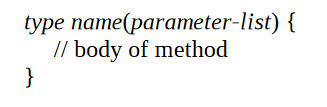 type name(parameter-list) {
// body of method
}